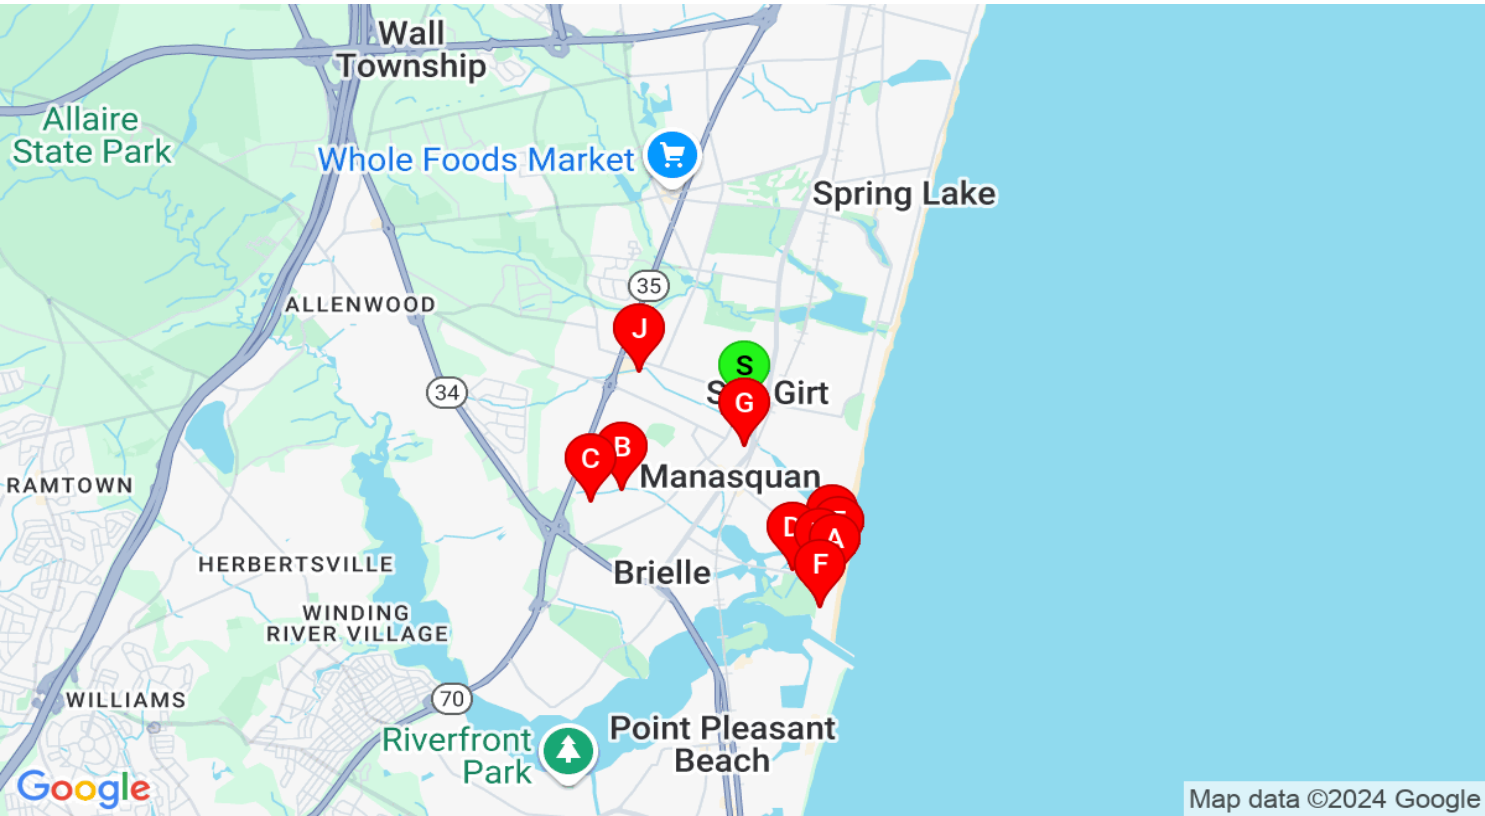 Wall
Township
Allaire
State Park
Whole Foods Market
Spring Lake
35
ALLENWOOD
J
S
34
Girt
G
B
C
Manasquan
RAMTOWN
D
A
F
HERBERTSVILLE
Brielle
WINDING
RIVER VILLAGE
WILLIAMS
70
Point Pleasant
Beach
Riverfront
Park
Google
Map data ©2024 Google